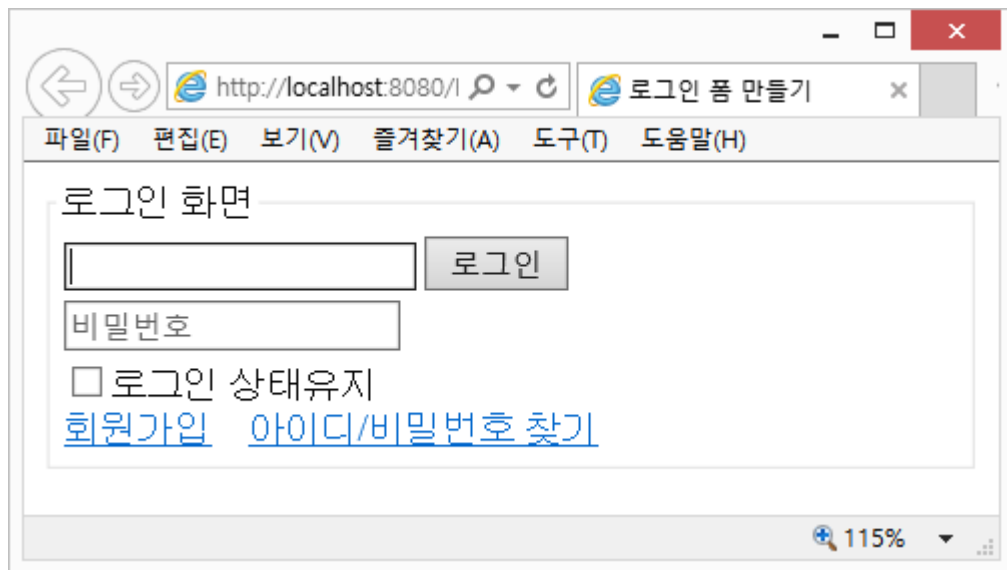 http://localhost:8080/l
로그인 폼 만들기
파일(F) 편집(E) 보기(V) 즐겨찾기(A) 도구(T) 도움말(H)
로그인 화면
로그인
비밀번호
로그인 상태유지
회원가입 아이디/비밀번호 찾기
115%